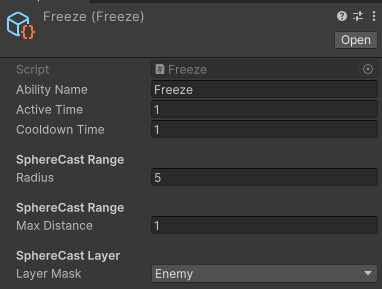 Freeze (Freeze)
Open
Script Freeze
Ability Name Freeze
Active Time 1
Cooldown Time 1
SphereCast Range
Radius 5
SphereCast Range
Max Distance 1
SphereCast Layer
Layer Mask Enemy